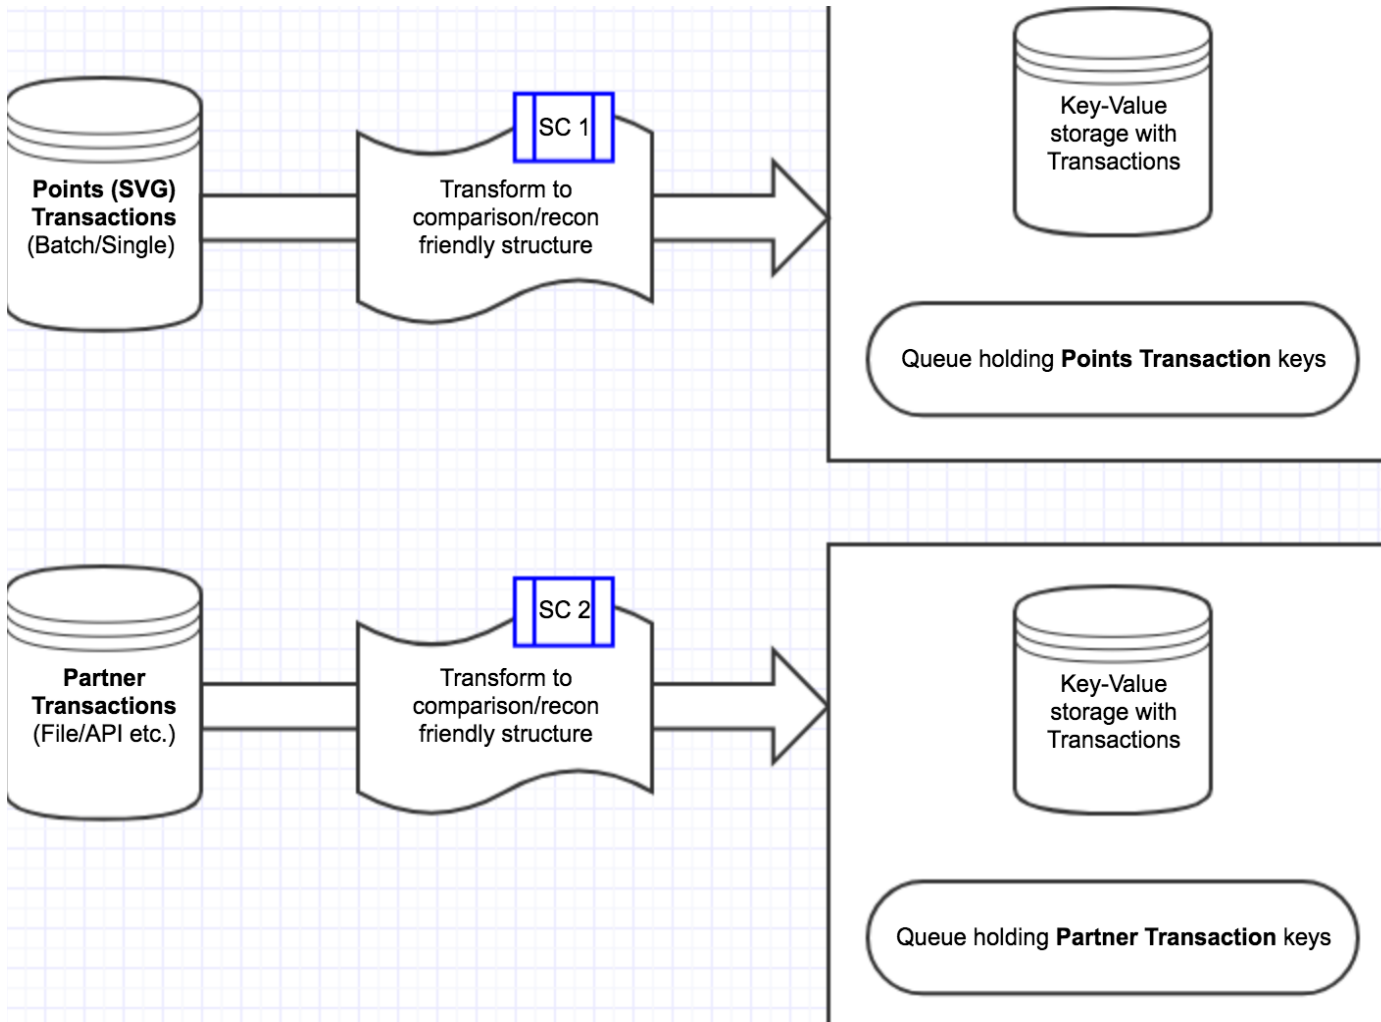 Points (SVG)
Transactions
(Batch/Single)
SC 1
Transform to
comparison/recon
friendly structure
Key-Value
storage with
Transactions
Queue holding Points Transaction keys
Partner
Transactions
(File/API etc.)
SC 2
Transform to
comparison/recon
friendly structure
Key-Value
storage with
Transactions
Queue holding Partner Transaction keys